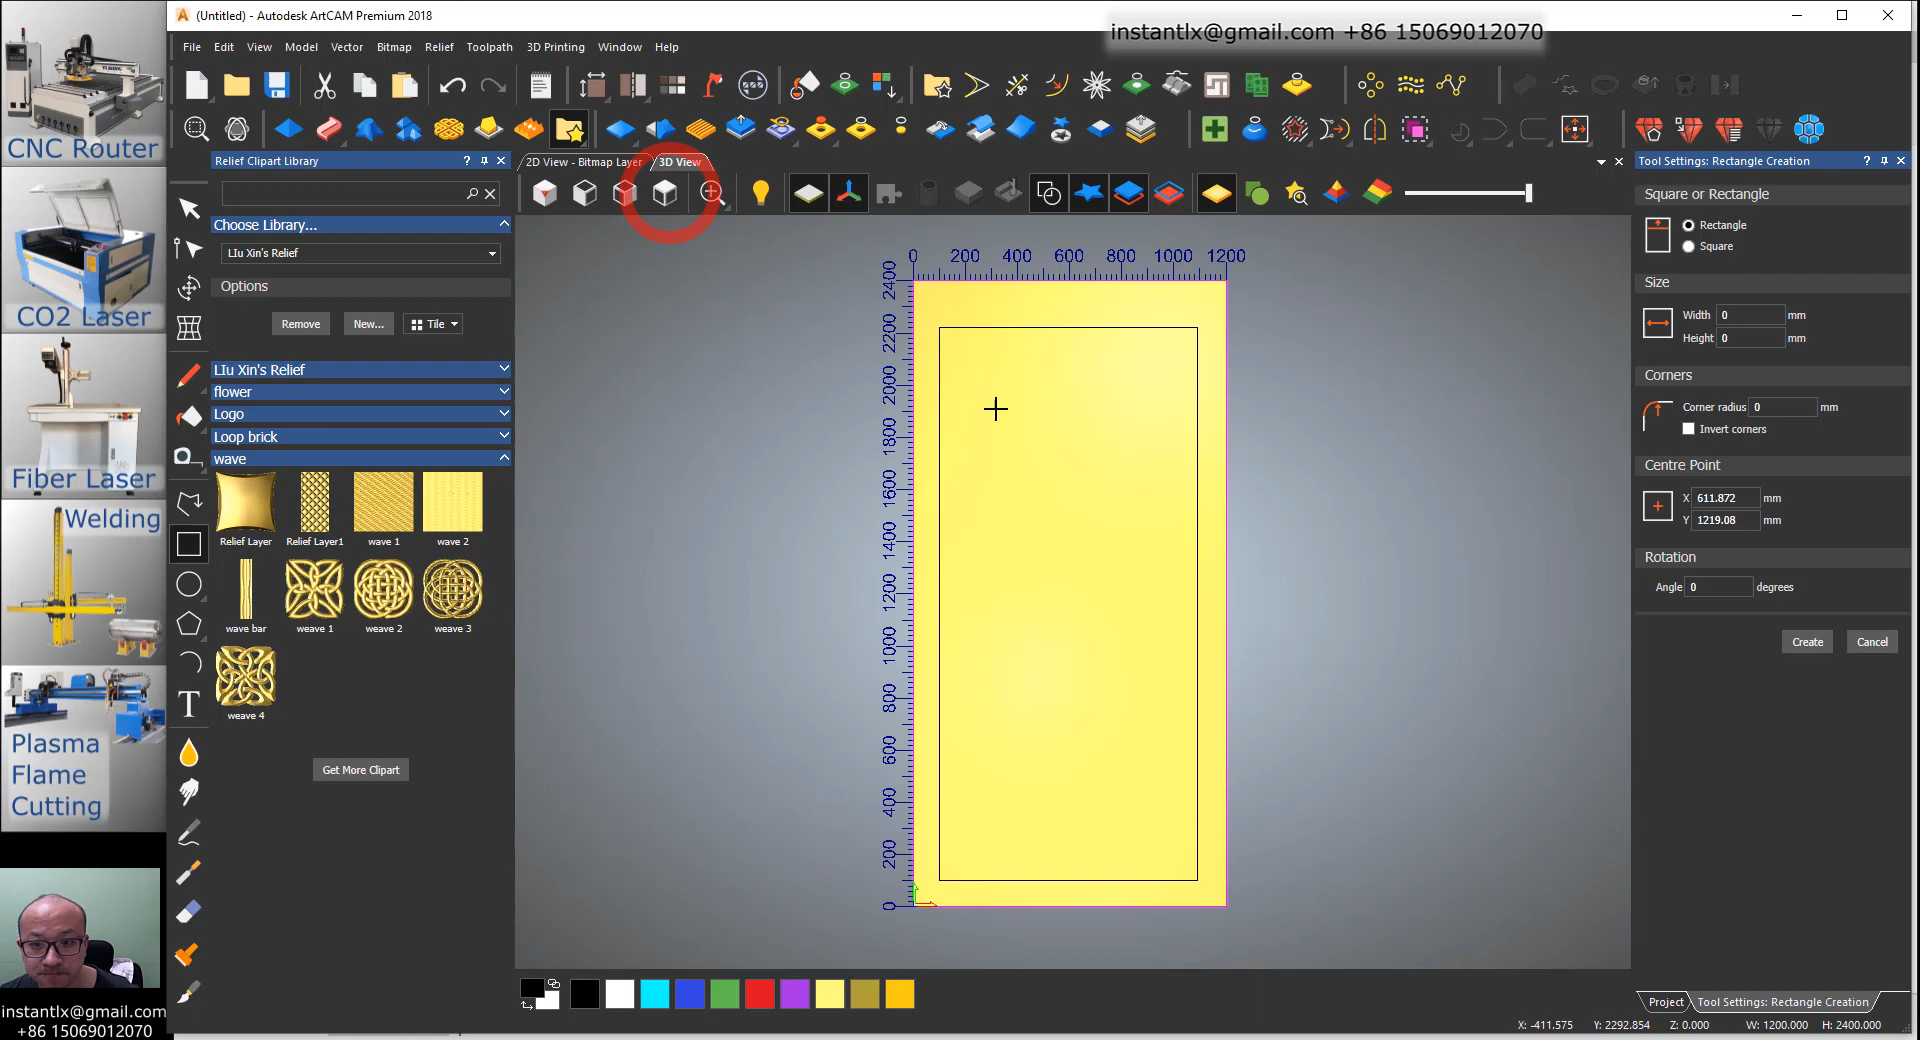 (Untitled) - Autodesk ArtCAM Premium 2018
instantlx@gmail.com +86 15069012070
File Edit View Model Vector Bitmap Relief Toolpath 3D Printing Window Help
CNC Router
CO2 Laser
Fiber Laser
Welding
Plasma
Flame
Cutting
instantlx@gmail.com
+86 15069012070
Relief Clipart Library
Choose Library...
LIu Xin's Relief
Options
Remove New... Tile
LIu Xin's Relief
flower
Logo
Loop brick
wave
Relief Layer Relief Layer1 wave 1 wave 2
wave bar weave 1 weave 2 weave 3
weave 4
Get More Clipart
2D View - Bitmap Layer 3D View
0 200 400 600 800 1000 1200
2400
2200
2000
1800
1600
1400
1200
1000
800
600
400
200
0
Tool Settings: Rectangle Creation
Square or Rectangle
Rectangle
Square
Size
Width 0 mm
Height 0 mm
Corners
Corner radius 0 mm
Invert corners
Centre Point
X 611.872 mm
Y 1219.08 mm
Rotation
Angle 0 degrees
Create Cancel
Project Tool Settings: Rectangle Creation
X: -411.575 Y: 2292.854 Z: 0.000 W: 1200.000 H: 2400.000